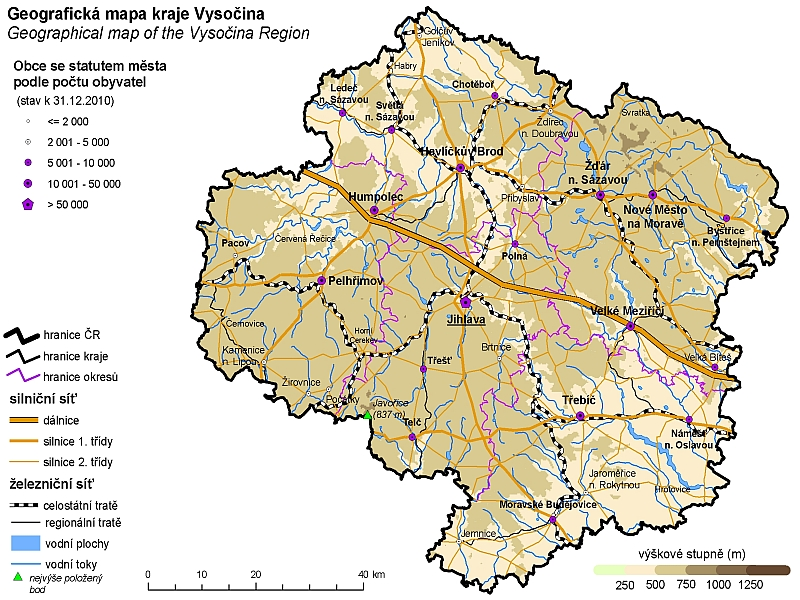 Geografická mapa kraje Vysočina
Geographical map of the Vysočina Region
Obce se statutem města
podle počtu obyvatel
(stav k 31.12.2010)
<= 2 000
2 001 - 5 000
5 001 - 10 000
10 001 - 50 000
> 50 000
hranice ČR
hranice kraje
hranice okresů
silniční síť
dálnice
silnice 1. třídy
silnice 2. třídy
železniční síť
celostátní tratě
regionální tratě
vodní plochy
vodní toky
nejvýše položený
bod
Golčův
Jeníkov
Habry
Chotěboř
Ledeč
n. Sázavou
Světlá
n. Sázavou
Ždírec
n. Doubravou
Svratka
Havlíčkův Brod
Žďár
n. Sázavou
Přibyslav
Nové Město
na Moravě
Humpolec
Bystřice
n. Pernštejnem
Pacov
Červená Řečice
Polná
Pelhřimov
Jihlava
Velké Meziříčí
Černovice
Horní
Cerekev
Kamenice
n. Lipou
Třešť
Brtnice
Velká Bíteš
Žirovnice
Počátky
Javořice
(837 m)
Třebíč
Telč
Náměšť
n. Oslavou
Jaroměřice
n. Rokytnou
Hrotovice
Moravské Budějovice
Jemnice
výškové stupně (m)
250 500 750 1000 1250
0 10 20 40 km